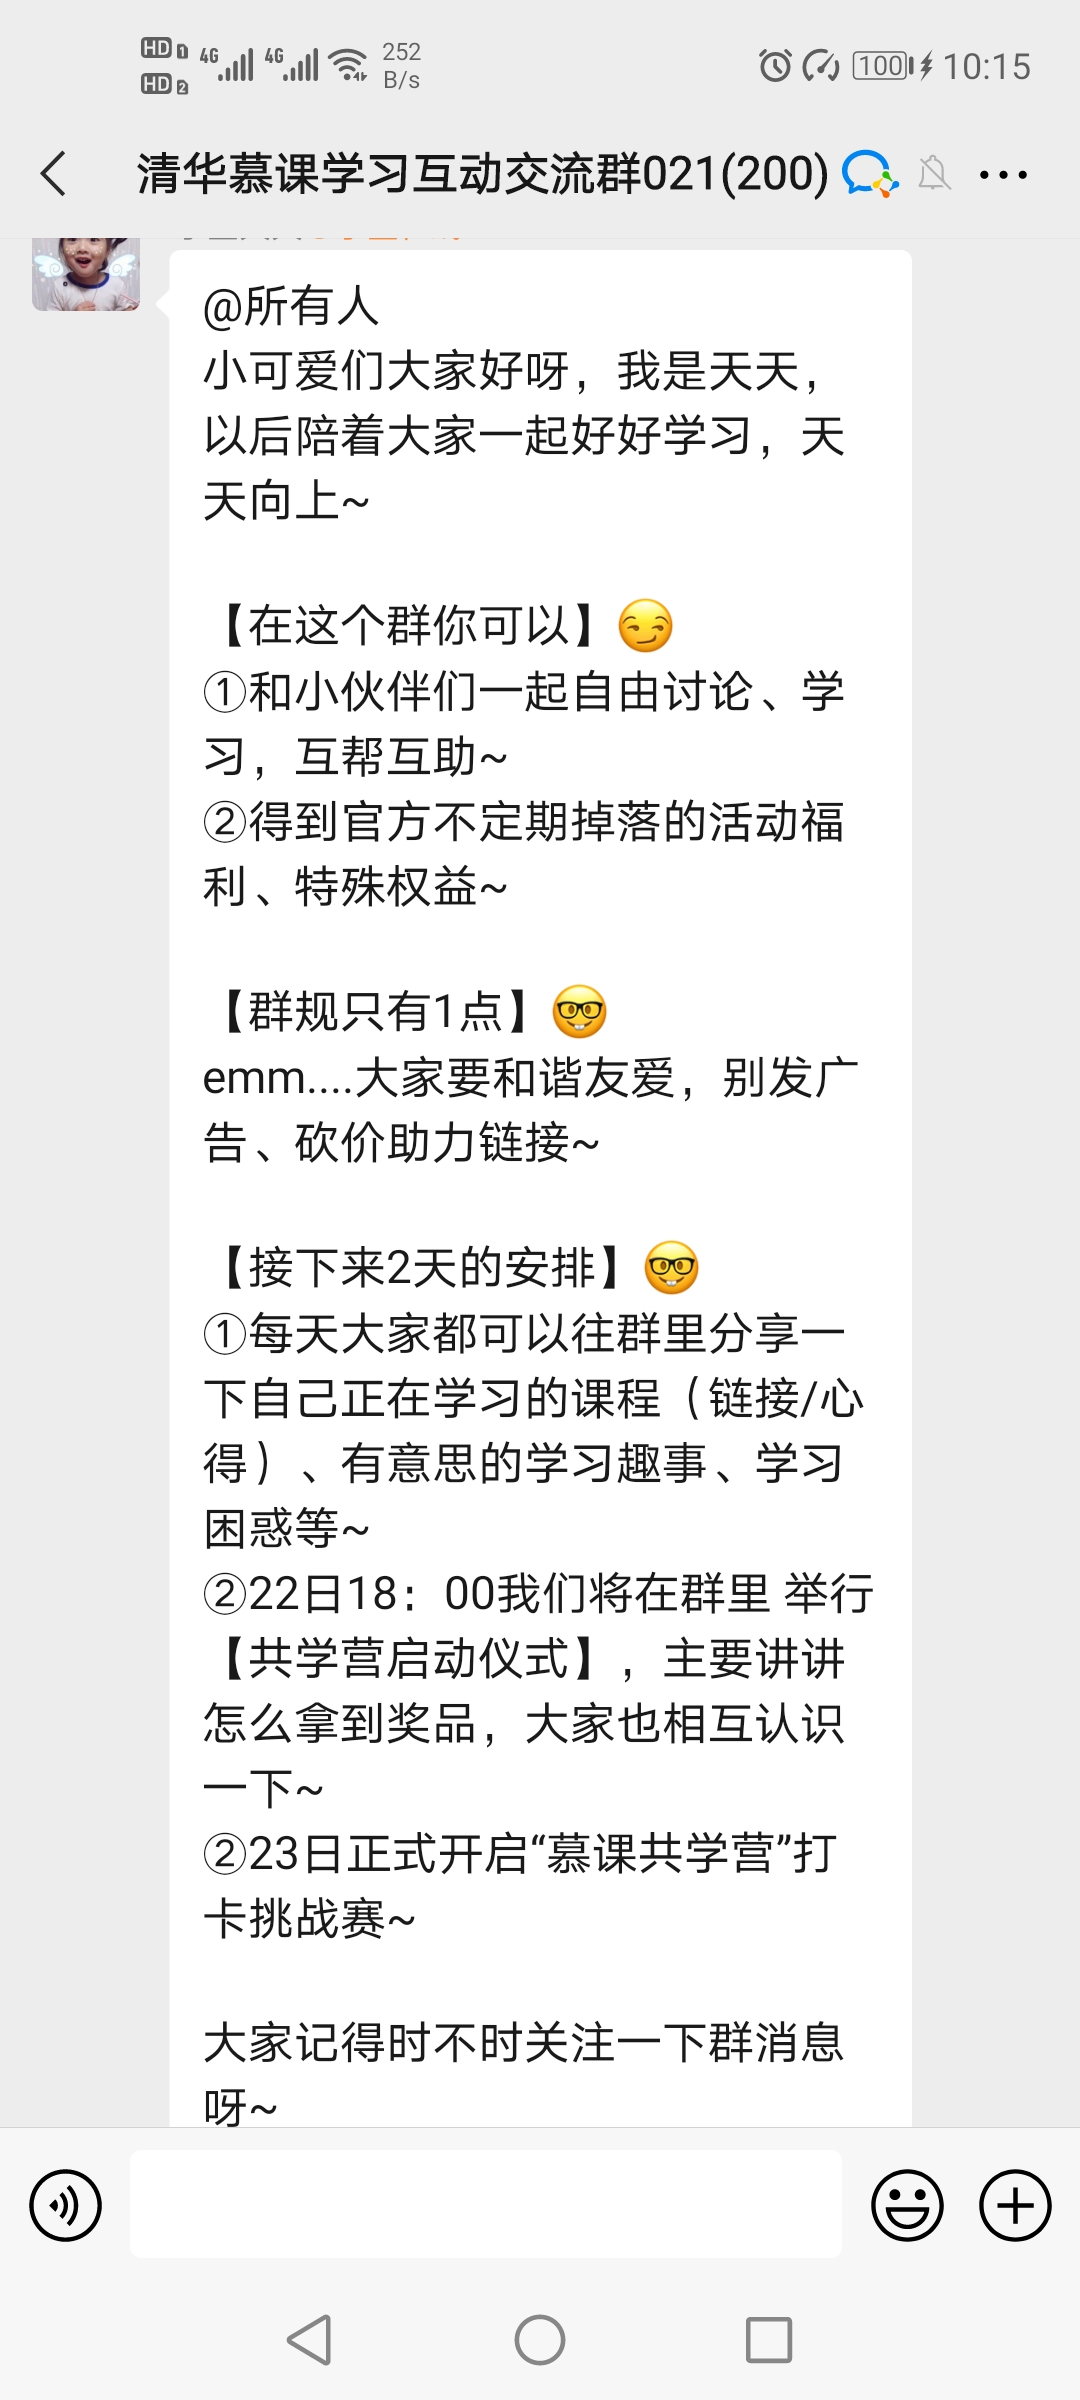 HD 1 4G 4G 252
HD 2 B/s
100 10:15
清华慕课学习互动交流群021(200)
@所有人
小可爱们大家好呀，我是天天，
以后陪着大家一起好好学习，天
天向上~
【在这个群你可以】😏
①和小伙伴们一起自由讨论、学
习，互帮互助~
②得到官方不定期掉落的活动福
利、特殊权益~
【群规只有1点】🤓
emm....大家要和谐友爱，别发广
告、砍价助力链接~
【接下来2天的安排】🤓
①每天大家都可以往群里分享一
下自己正在学习的课程（链接/心
得）、有意思的学习趣事、学习
困惑等~
②22日18：00我们将在群里 举行
【共学营启动仪式】，主要讲讲
怎么拿到奖品，大家也相互认识
一下~
②23日正式开启“慕课共学营”打
卡挑战赛~
大家记得时不时关注一下群消息
呀~